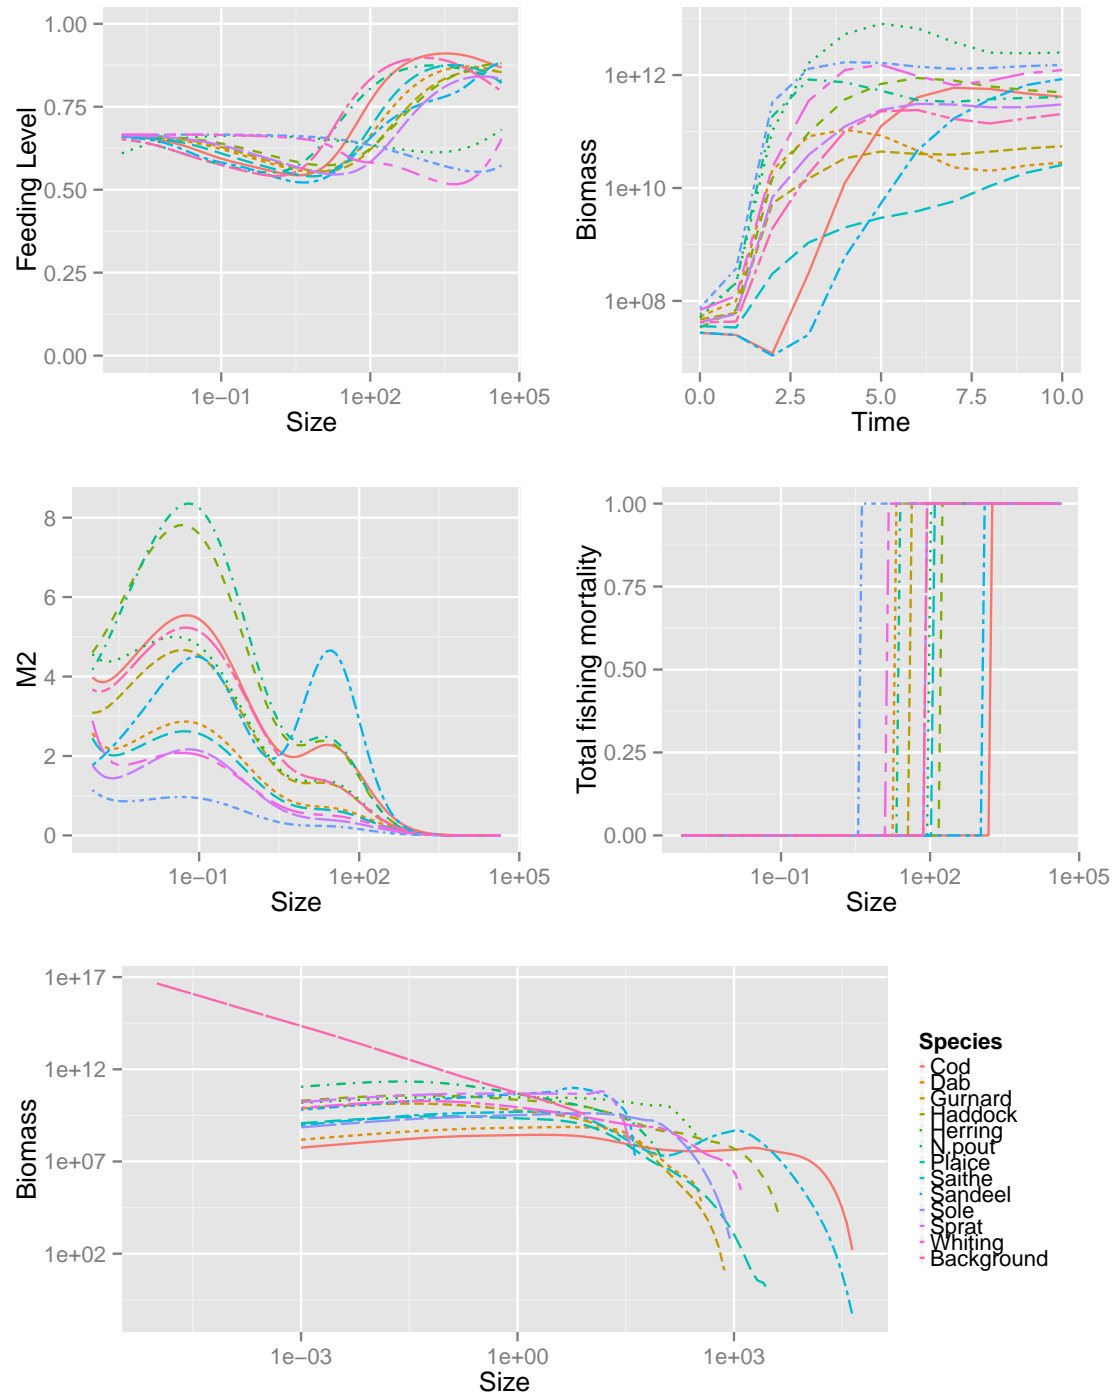 1.00
0.75
0.50
0.25
0.00
Feeding Level
1e−01
1e+02
1e+05
Size
1e+12
1e+10
1e+08
Biomass
0.0
2.5
5.0
7.5
10.0
Time
8
6
4
2
0
M2
1e−01
1e+02
1e+05
Size
1.00
0.75
0.50
0.25
0.00
Total fishing mortality
1e−01
1e+02
1e+05
Size
1e+17
1e+12
1e+07
1e+02
Biomass
1e−03
1e+00
1e+03
Size
Species
Cod
Dab
Gurnard
Haddock
Herring
N.pout
Plaice
Saithe
Sandeel
Sole
Sprat
Whiting
Background